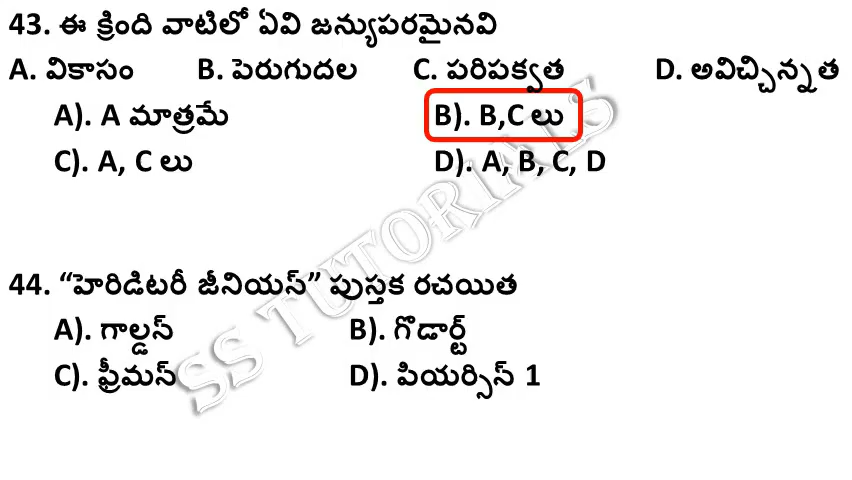 43. ఈ క్రింది వాటిలో ఏవి జన్యుపరమైనవి
A. వికాసం B. పెరుగుదల C. పరిపక్వత D. అవిచ్చిన్నత
A). A మాత్రమే B). B,C లు
C). A, C లు D). A, B, C, D
44. “హెరిడిటరీ జీనియస్” పుస్తక రచయిత
A). గాల్డన్ B). గొడార్ట్
C). ఫ్రీమన్ D). పియర్సన్ 1
SS TUTORIALS